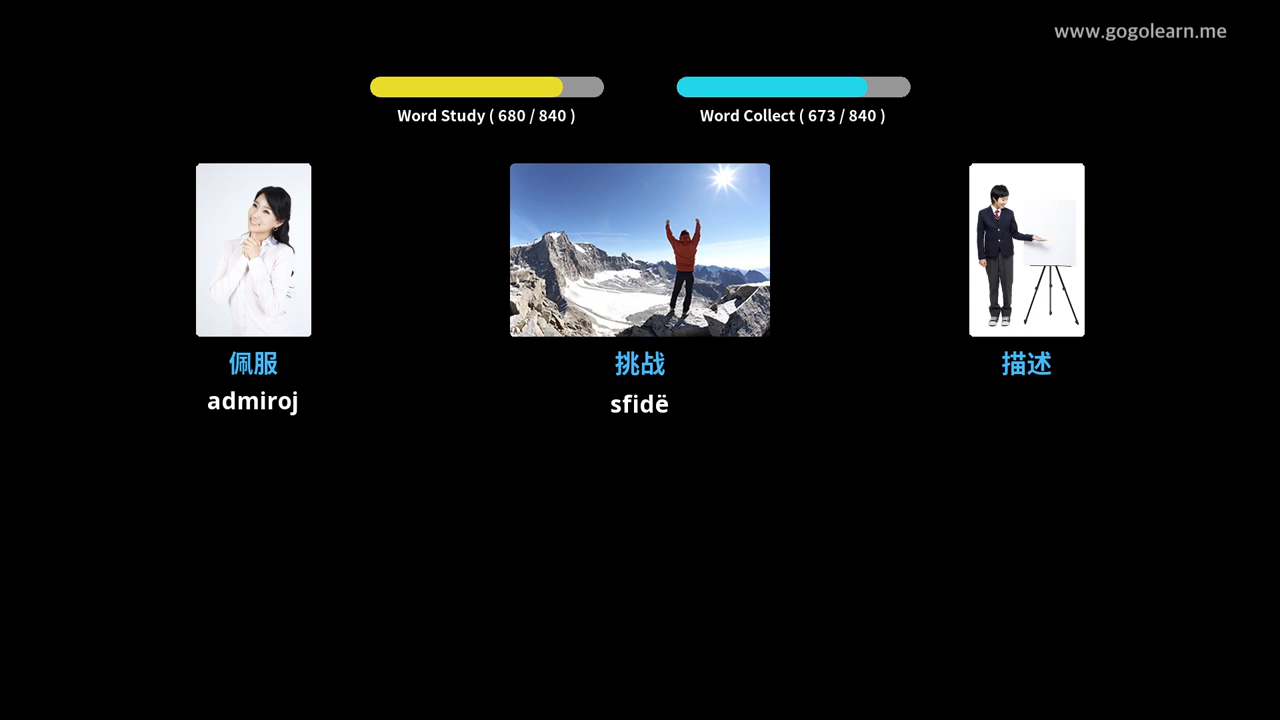 www.gogolearn.me
Word Study ( 680 / 840 )
Word Collect ( 673 / 840 )
佩服
挑战
描述
admiroj
sfidë